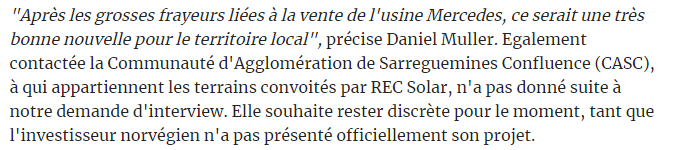 "Après les grosses frayeurs liées à la vente de l'usine Mercedes, ce serait une très
bonne nouvelle pour le territoire local", précise Daniel Muller. Egalement
contactée la Communauté d'Agglomération de Sarreguemines Confluence (CASC),
à qui appartiennent les terrains convoités par REC Solar, n'a pas donné suite à
notre demande d'interview. Elle souhaite rester discrète pour le moment, tant que
l'investisseur norvégien n'a pas présenté officiellement son projet.